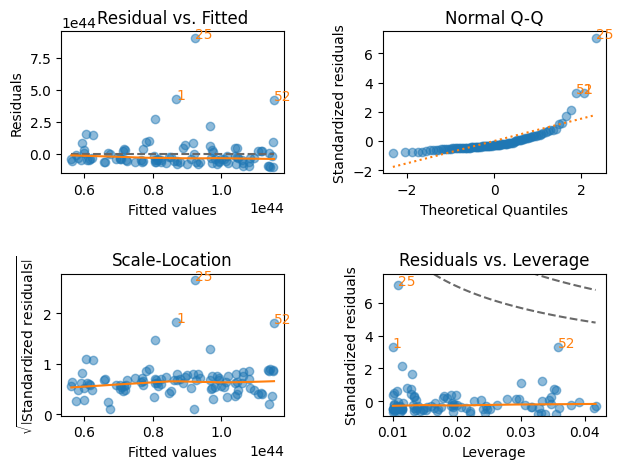 Residual vs. Fitted
1e44
Residuals
7.5
5.0
2.5
0.0
25
1
52
0.6
0.8
1.0
1e44
Fitted values
Normal Q-Q
Standardized residuals
6
4
2
0
−2
25
1
−2
0
2
Theoretical Quantiles
Scale-Location
√|Standardized residuals|
2
1
0
25
1
52
0.6
0.8
1.0
1e44
Fitted values
Residuals vs. Leverage
Standardized residuals
6
4
2
0
25
1
52
0.01
0.02
0.03
0.04
Leverage